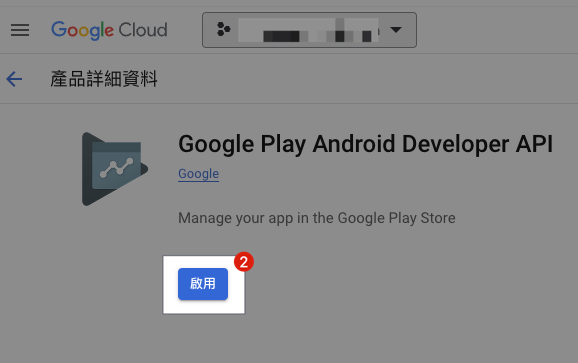 Google Cloud
產品詳細資料
Google Play Android Developer API
Google
Manage your app in the Google Play Store
2
啟用